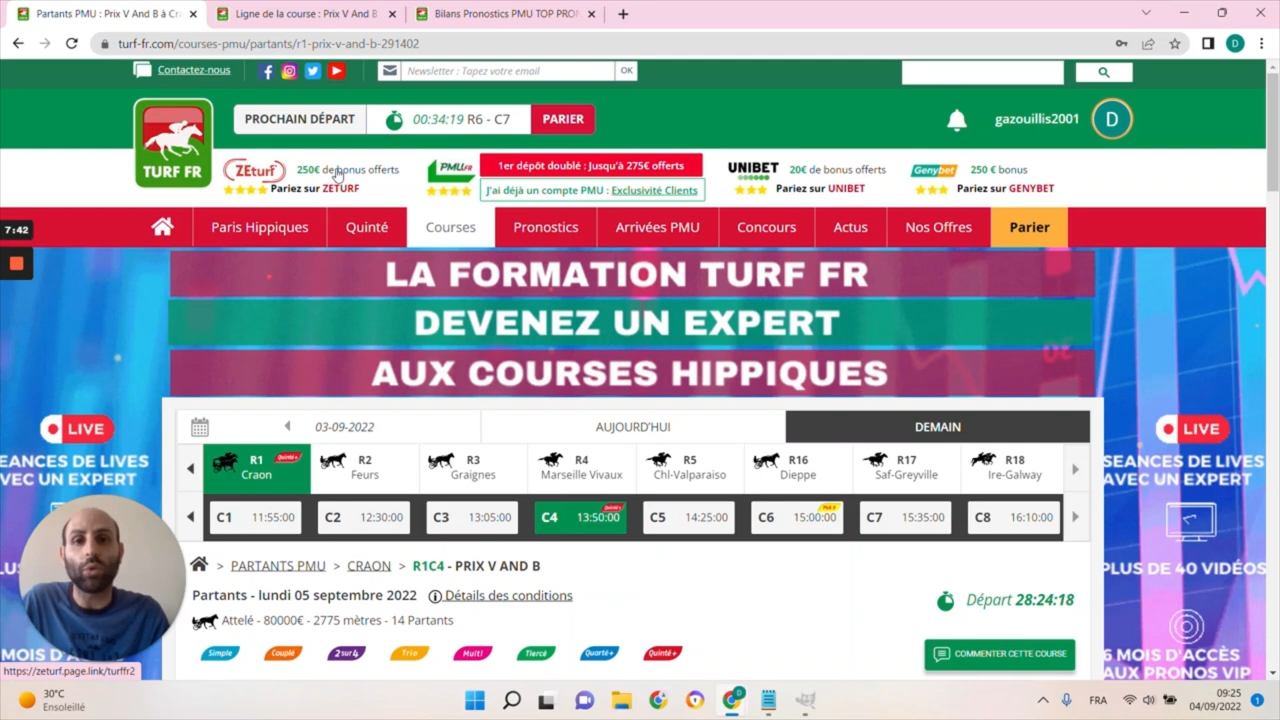 Partants PMU : Prix V And B à Cr
Ligne de la course : Prix V And B
Bilans Pronostics PMU TOP PRO
turf-fr.com/courses-pmu/partants/r1-prix-v-and-b-291402
D
Contactez-nous
Newsletter : Tapez votre email
OK
TURF FR
PROCHAIN DÉPART
00:34:19 R6 - C7
PARIER
gazouillis2001
D
ZEturf
250€ de bonus offerts
Pariez sur ZETURF
PMU FR
1er dépôt doublé : Jusqu'à 275€ offerts
J'ai déjà un compte PMU : Exclusivité Clients
UNIBET
20€ de bonus offerts
Pariez sur UNIBET
Genybet
250 € bonus
Pariez sur GENYBET
7:42
Paris Hippiques
Quinté
Courses
Pronostics
Arrivées PMU
Concours
Actus
Nos Offres
Parier
LA FORMATION TURF FR
DEVENEZ UN EXPERT
AUX COURSES HIPPIQUES
03-09-2022
AUJOURD'HUI
DEMAIN
R1 Quinté+
Craon
R2
Feurs
R3
Graignes
R4
Marseille Vivaux
R5
Chl-Valparaiso
R16
Dieppe
R17
Saf-Greyville
R18
Ire-Galway
C1 11:55:00
C2 12:30:00
C3 13:05:00
C4 13:50:00 Quinté+
C5 14:25:00
C6 15:00:00
C7 15:35:00
C8 16:10:00
> PARTANTS PMU > CRAON > R1C4 - PRIX V AND B
Partants - lundi 05 septembre 2022
Détails des conditions
Départ 28:24:18
Attelé - 80000€ - 2775 mètres - 14 Partants
Simple
Couplé
2sur4
Trio
Multi
Tiercé
Quarté+
Quinté+
COMMENTER CETTE COURSE
LIVE
EANCES DE LIVES
AVEC UN EXPERT
MOIS D'A
LIVE
SEANCES DE LIVES
AVEC UN EXPERT
PLUS DE 40 VIDÉOS
6 MOIS D'ACCÈS
AUX PRONOS VIP
https://zeturf.page.link/turffr2
30°C
Ensoleillé
FRA
09:25
04/09/2022
1